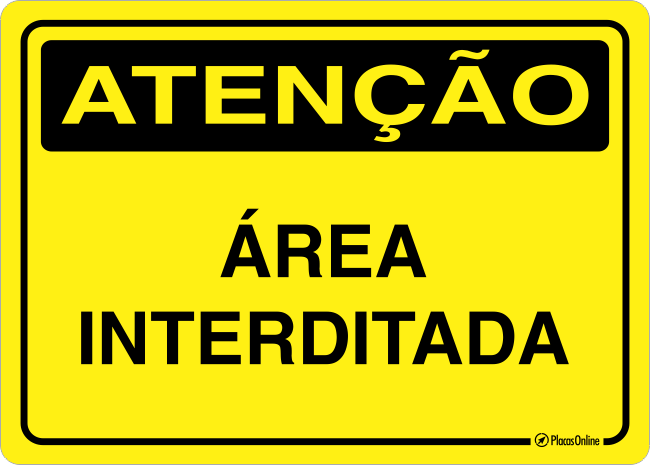 ATENÇÃO
ÁREA
INTERDITADA
PlacasOnline